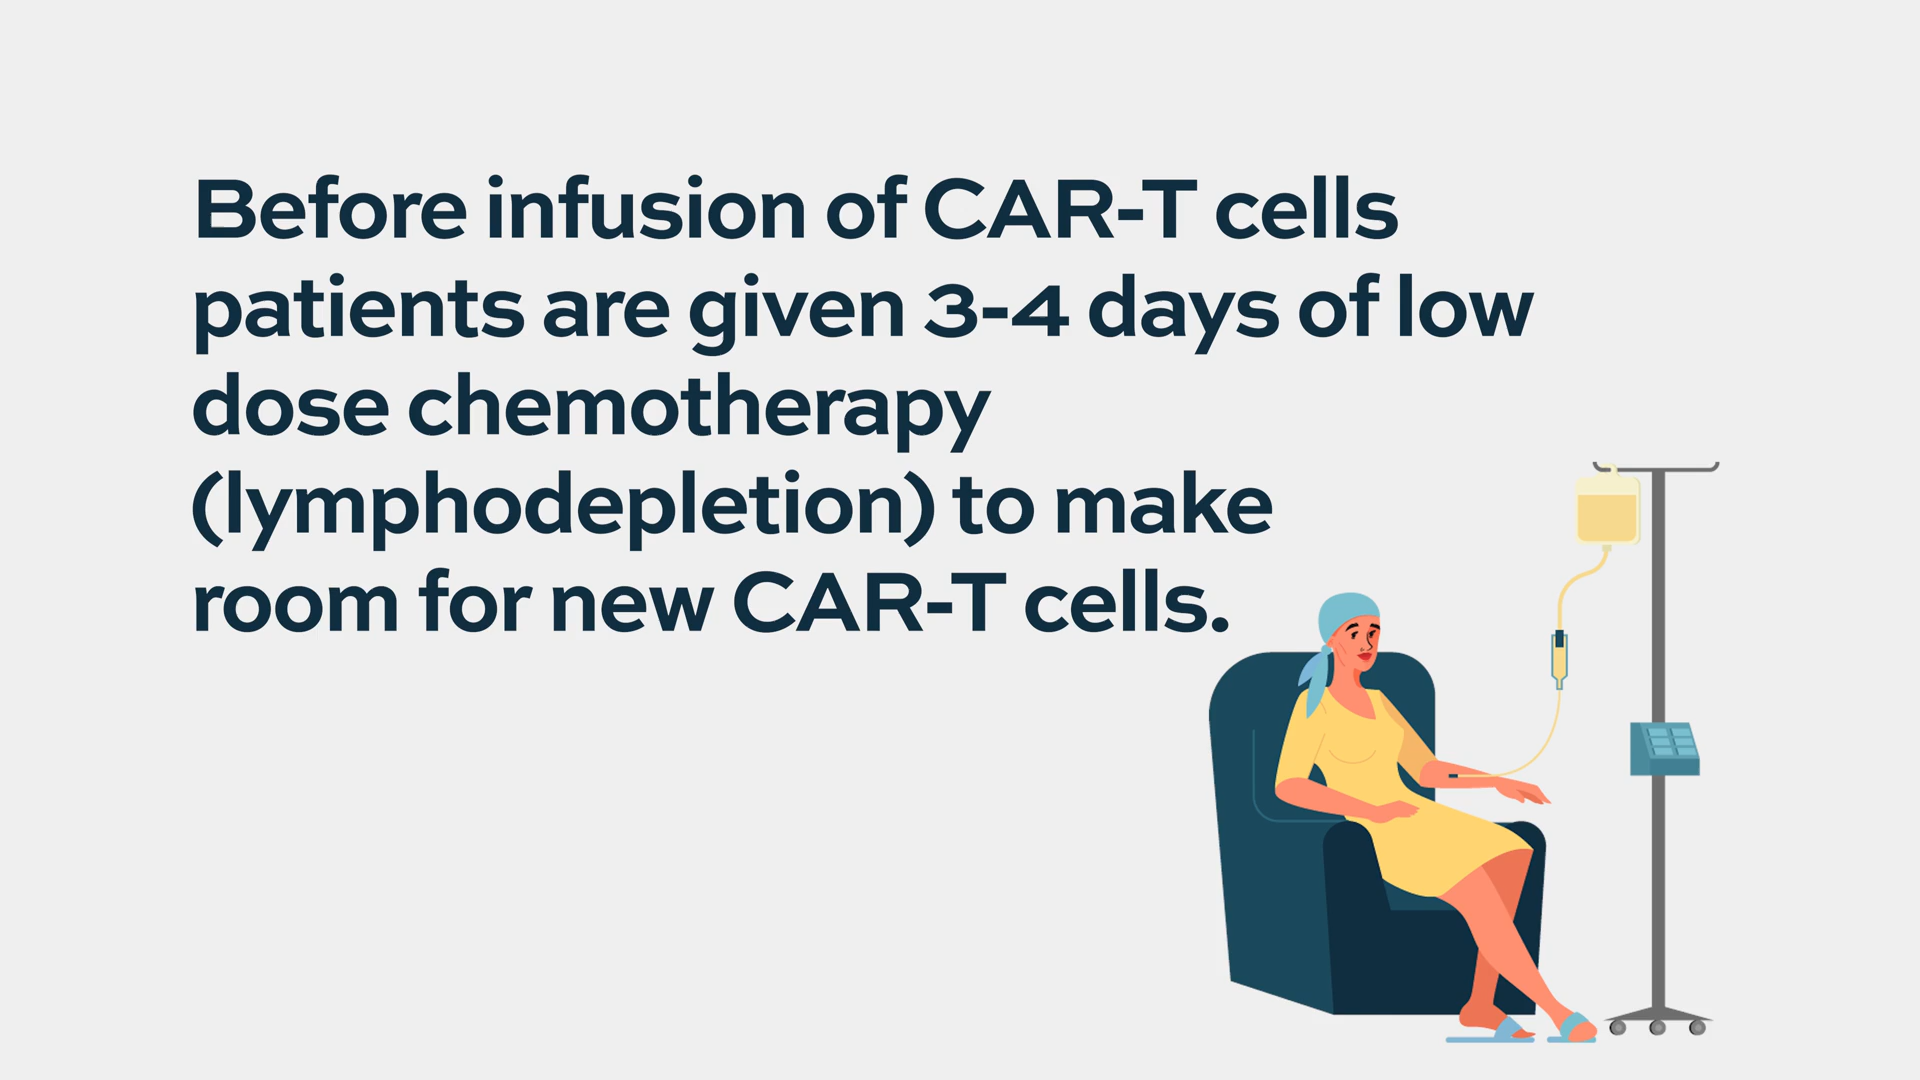 Before infusion of CAR-T cells
patients are given 3-4 days of low
dose chemotherapy
(lymphodepletion) to make
room for new CAR-T cells.